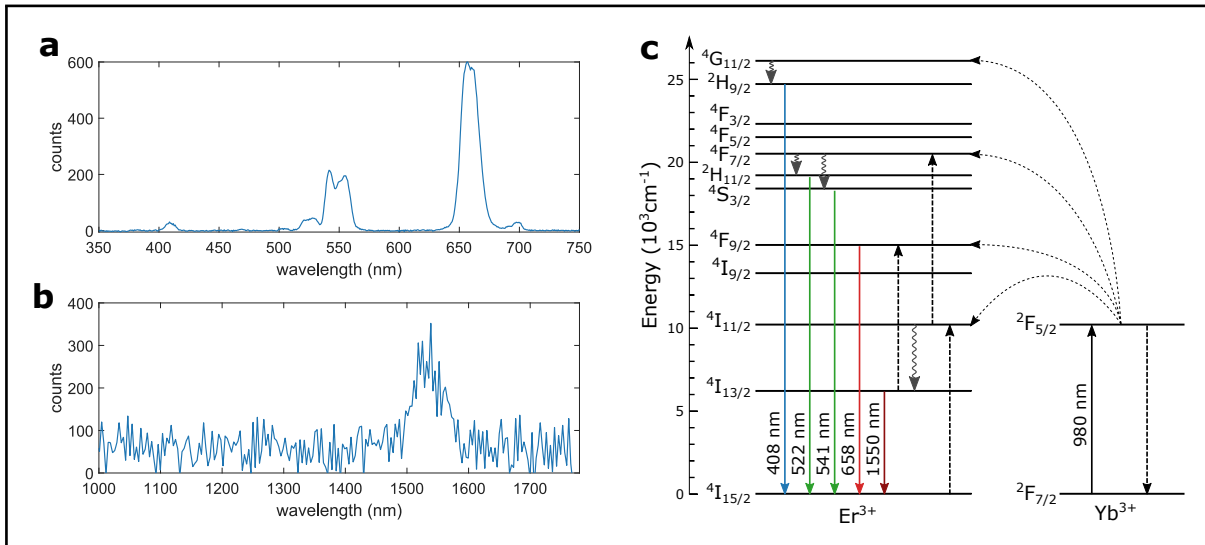 a
600
400
200
0
counts
350 400 450 500 550 600 650 700 750
wavelength (nm)
b
400
300
200
100
0
counts
1000 1100 1200 1300 1400 1500 1600 1700
wavelength (nm)
c
Energy (10³cm⁻¹)
25
20
15
10
5
0
⁴G₁₁/₂
²H₉/₂
⁴F₃/₂
⁴F₅/₂
⁴F₇/₂
²H₁₁/₂
⁴S₃/₂
⁴F₉/₂
⁴I₉/₂
⁴I₁₁/₂
⁴I₁₃/₂
⁴I₁₅/₂
408 nm
522 nm
541 nm
658 nm
1550 nm
Er³⁺
²F₅/₂
980 nm
²F₇/₂
Yb³⁺